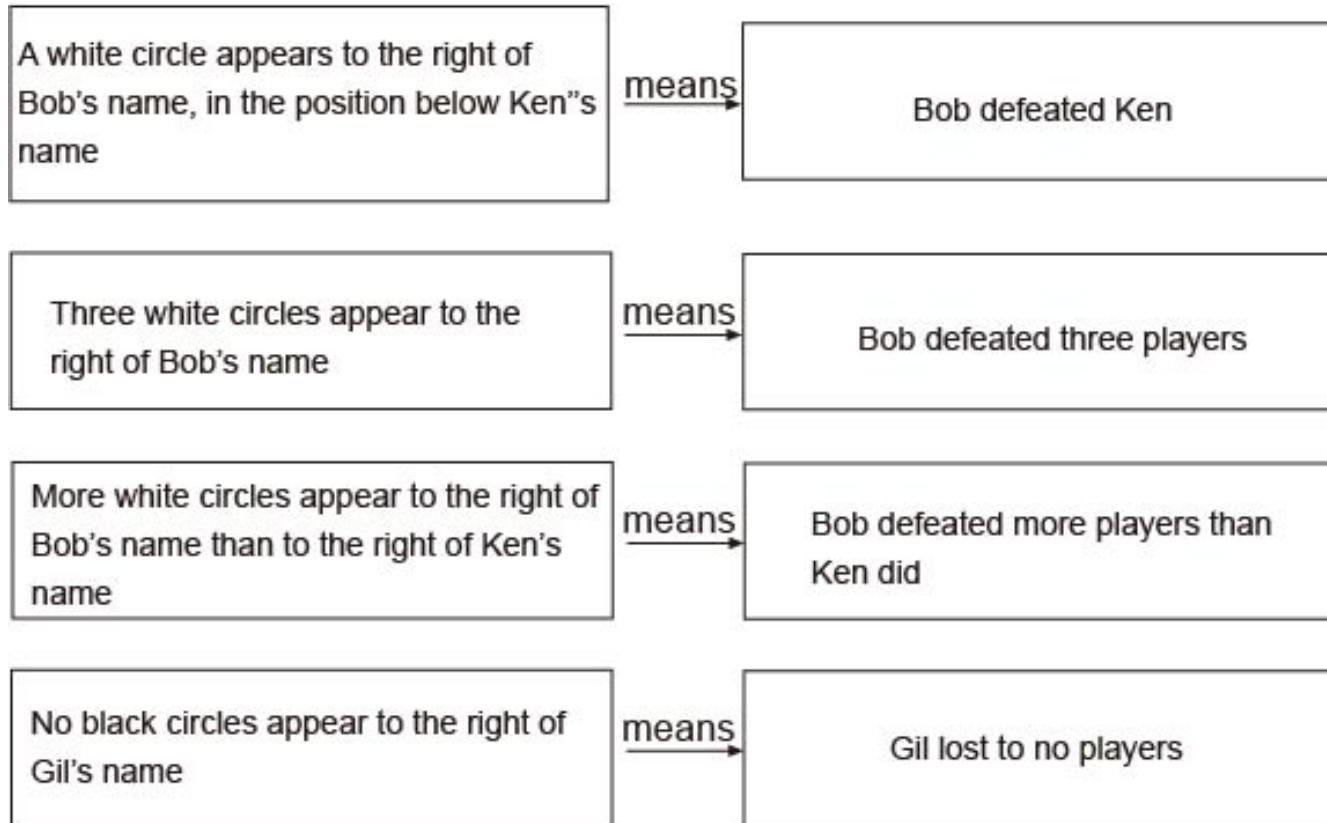 A white circle appears to the right of
Bob’s name, in the position below Ken”s
name
means
Bob defeated Ken
Three white circles appear to the
right of Bob’s name
means
Bob defeated three players
More white circles appear to the right of
Bob’s name than to the right of Ken’s
name
means
Bob defeated more players than
Ken did
No black circles appear to the right of
Gil’s name
means
Gil lost to no players